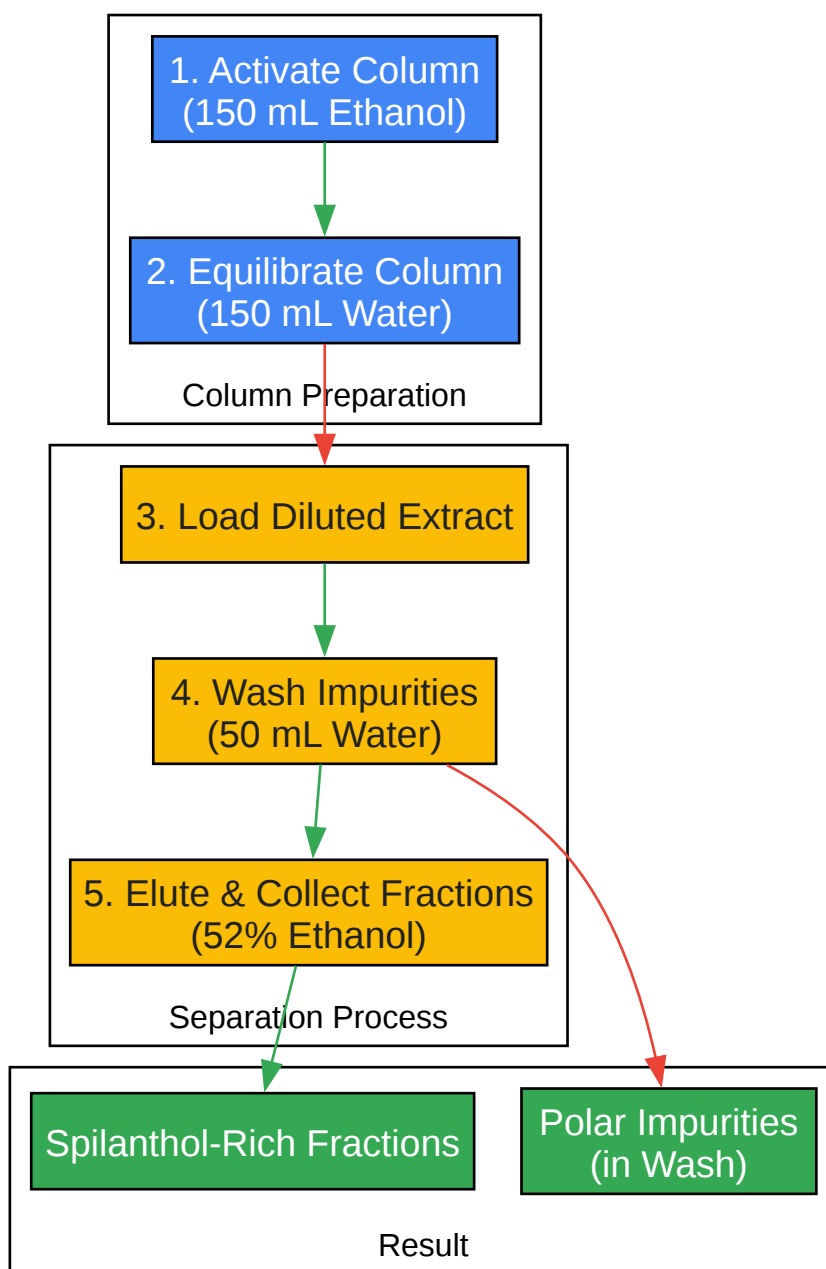 1. Activate Column
(150 mL Ethanol)
2. Equilibrate Column
(150 mL Water)
Column Preparation
3. Load Diluted Extract
4. Wash Impurities
(50 mL Water)
5. Elute & Collect Fractions
(52% Ethanol)
Separation Process
Spilanthol-Rich Fractions
Polar Impurities
(in Wash)
Result